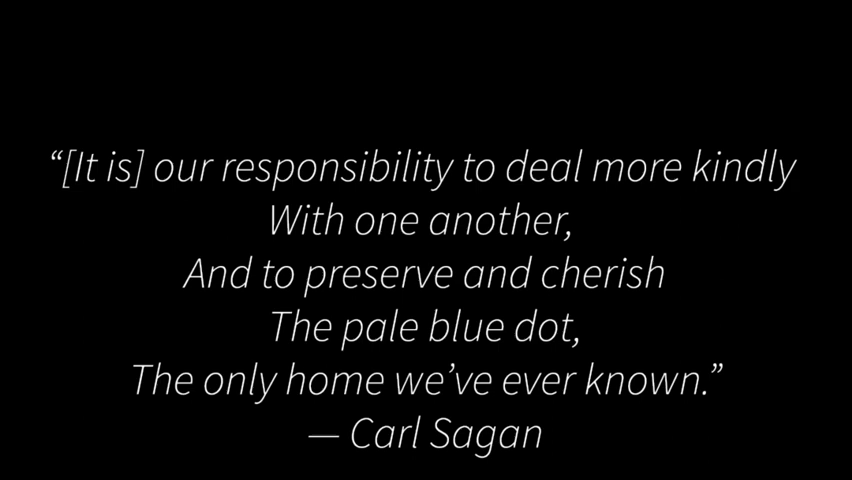 “[It is] our responsibility to deal more kindly
With one another,
And to preserve and cherish
The pale blue dot,
The only home we’ve ever known.”
— Carl Sagan